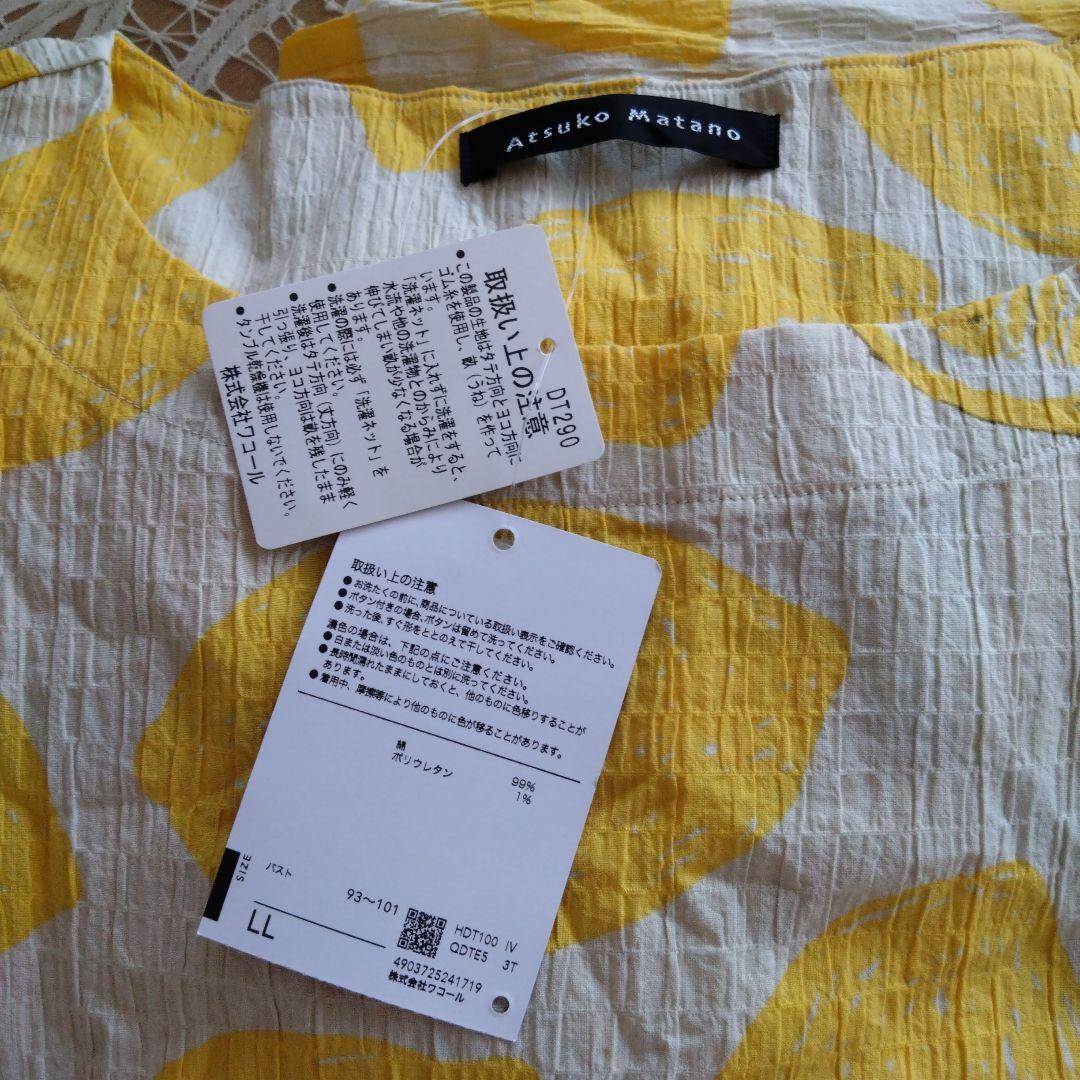 Atsuko Matano
DT290
取扱い上の注意
●この製品の生地はタテ方向とヨコ方向に
ゴム糸を使用し、畝（うね）を作って
います。
「洗濯ネット」に入れずに洗濯をすると、
水流や他の洗濯物とのからみにより
伸びてしまい畝が少なくなる場合が
あります。
●洗濯の際には必ず「洗濯ネット」を
使用してください。
●洗濯後はタテ方向（丈方向）にのみ軽く
引っ張り、ヨコ方向は畝を残したまま
干してください。
●タンブル乾燥機は使用しないでください。
株式会社ワコール
取扱い上の注意
●お洗たくの前に、商品についている取扱い表示をご確認ください。
●ボタン付きの場合、ボタンは留めて洗ってください。
●洗った後、すぐ形をととのえて干してください。
濃色の場合は、下記の点にご注意ください。
●白または淡い色のものとは別に洗ってください。
●長時間濡れたままにしておくと、他のものに色移りすることが
あります。
●着用中、摩擦等により他のものに色が移ることがあります。
綿 99%
ポリウレタン 1%
SIZE
バスト 93〜101
LL
HDT100 IV
QDTE5 3T
4903725241719
株式会社ワコール